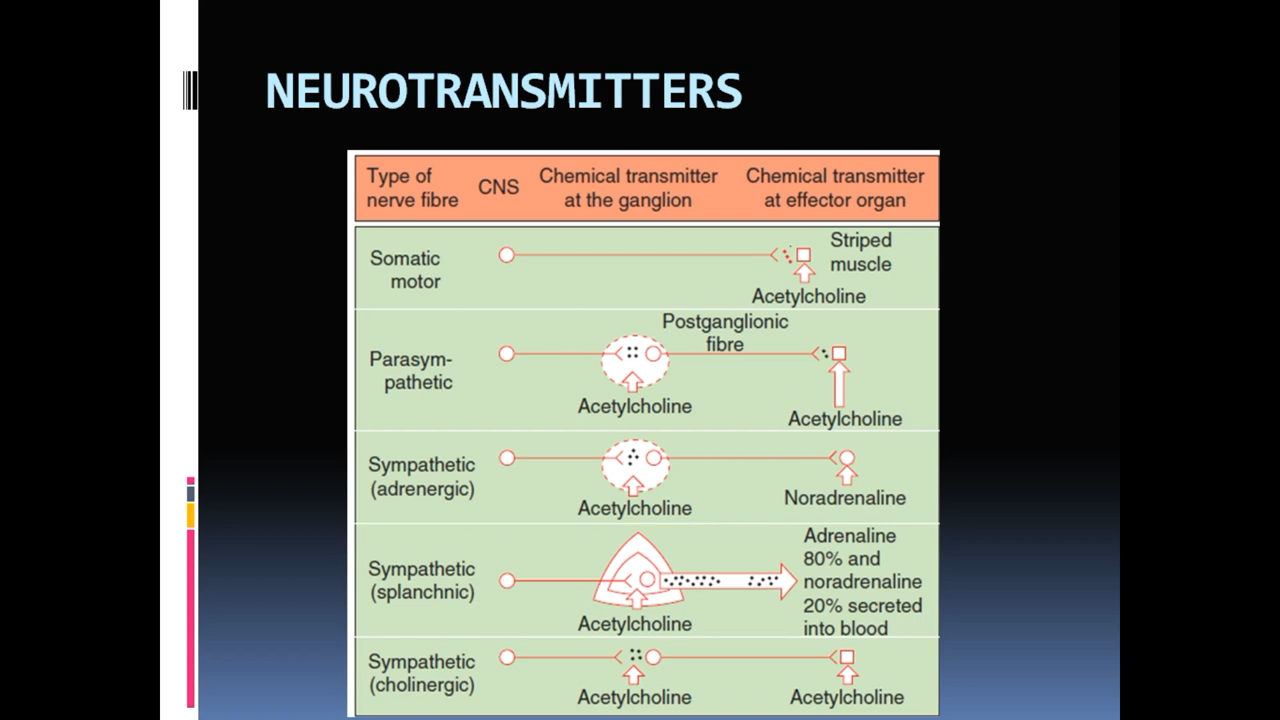 NEUROTRANSMITTERS
Type of
nerve fibre
CNS
Chemical transmitter
at the ganglion
Chemical transmitter
at effector organ
Somatic
motor
Striped
muscle
Acetylcholine
Parasym-
pathetic
Postganglionic
fibre
Acetylcholine
Acetylcholine
Sympathetic
(adrenergic)
Acetylcholine
Noradrenaline
Sympathetic
(splanchnic)
Acetylcholine
Adrenaline
80% and
noradrenaline
20% secreted
into blood
Sympathetic
(cholinergic)
Acetylcholine
Acetylcholine